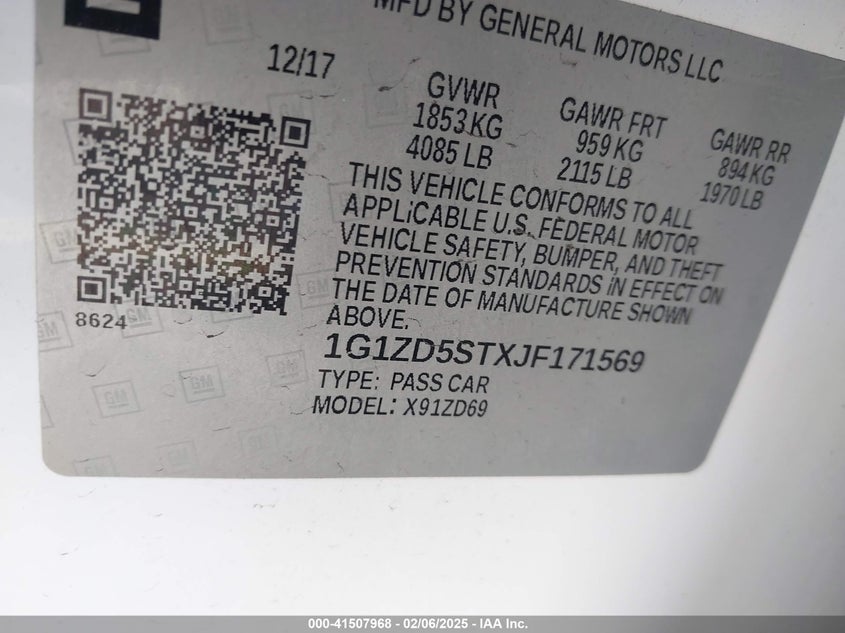 MFD BY GENERAL MOTORS LLC
12/17
GVWR
1853 KG
4085 LB
GAWR FRT
959 KG
2115 LB
GAWR RR
894 KG
1970 LB
THIS VEHICLE CONFORMS TO ALL
APPLiCABLE U.S. FEDERAL MOTOR
VEHICLE SAFETY, BUMPER, AND THEFT
PREVENTION STANDARDS iN EFFECT ON
THE DATE OF MANUFACTURE SHOWN
ABOVE.
8624
1G1ZD5STXJF171569
TYPE: PASS CAR
MODEL: X91ZD69
GM
000-41507968 - 02/06/2025 - IAA Inc.